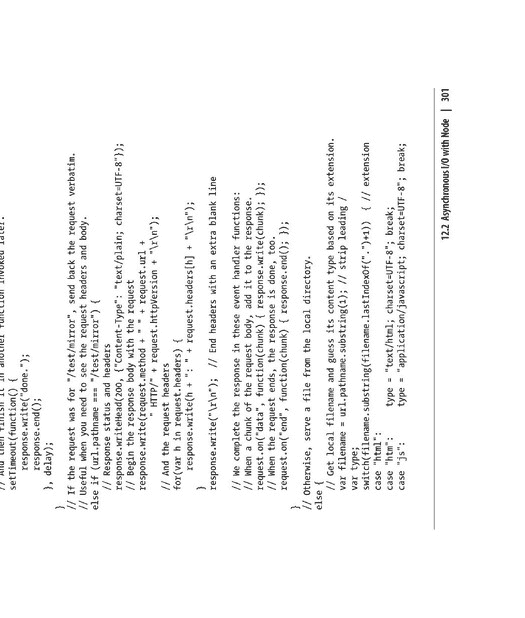 // And then finish it in another function invoked later.
setTimeout(function() {
response.write("done.");
response.end();
}, delay);
}
// If the request was for "/test/mirror", send back the request verbatim.
// Useful when you need to see the request headers and body.
else if (url.pathname === "/test/mirror") {
// Response status and headers
response.writeHead(200, {"Content-Type": "text/plain; charset=UTF-8"});
// Begin the response body with the request
response.write(request.method + " " + request.url +
" HTTP/" + request.httpVersion + "\r\n");
// And the request headers
for(var h in request.headers) {
response.write(h + ": " + request.headers[h] + "\r\n");
}
response.write("\r\n"); // End headers with an extra blank line
// We complete the response in these event handler functions:
// When a chunk of the request body, add it to the response.
request.on("data", function(chunk) { response.write(chunk); });
// When the request ends, the response is done, too.
request.on("end", function(chunk) { response.end(); });
}
// Otherwise, serve a file from the local directory.
else {
// Get local filename and guess its content type based on its extension.
var filename = url.pathname.substring(1); // strip leading /
var type;
switch(filename.substring(filename.lastIndexOf(".")+1)) { // extension
case "html":
case "htm": type = "text/html; charset=UTF-8"; break;
case "js": type = "application/javascript; charset=UTF-8"; break;
12.2 Asynchronous I/O with Node | 301